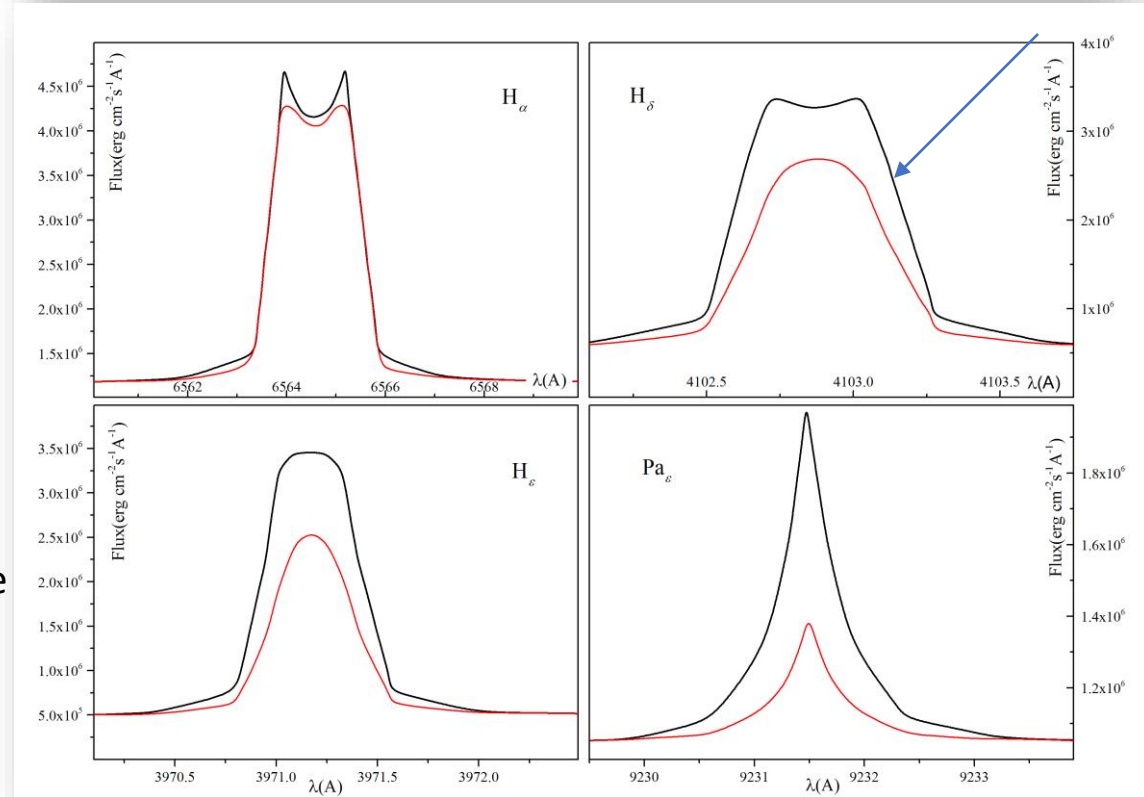 Flux(erg cm⁻²s⁻¹A⁻¹)
4.5x10⁶
4.0x10⁶
3.5x10⁶
3.0x10⁶
2.5x10⁶
2.0x10⁶
1.5x10⁶
H_α
6562
6564
6566
6568
λ(A)
H_δ
Flux(erg cm⁻²s⁻¹A⁻¹)
4x10⁶
3x10⁶
2x10⁶
1x10⁶
4102.5
4103.0
4103.5
λ(A)
e
Flux(erg cm⁻²s⁻¹A⁻¹)
3.5x10⁶
3.0x10⁶
2.5x10⁶
2.0x10⁶
1.5x10⁶
1.0x10⁶
5.0x10⁵
H_ε
3970.5
3971.0
3971.5
3972.0
λ(A)
Pa_ε
Flux(erg cm⁻²s⁻¹A⁻¹)
1.8x10⁶
1.6x10⁶
1.4x10⁶
1.2x10⁶
9230
9231
9232
9233
λ(A)